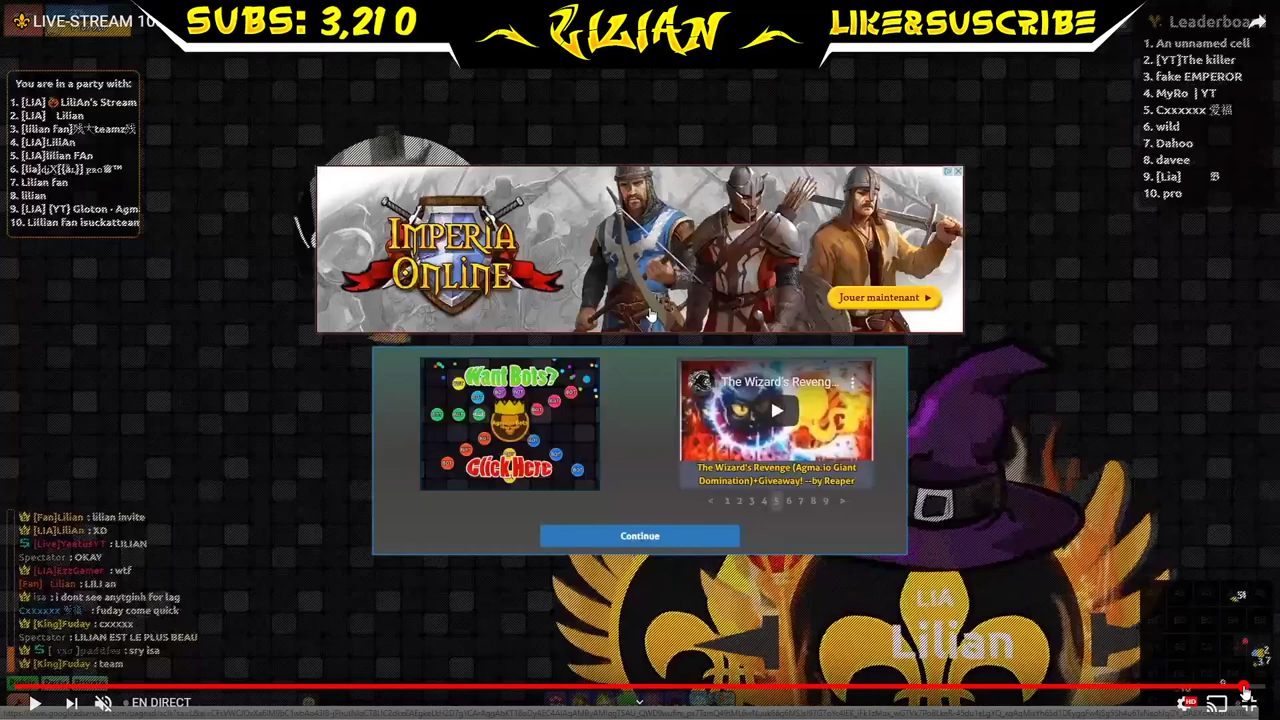 LIVE-STREAM 10
SUBS: 3,210
LILIAN
LIKE&SUSCRIBE
You are in a party with:
1. [LIA] LiliAn's Stream
2. [LIA] Lilian
4. [LIA]LiliAn
5. [LIA]lilian FAn
7. Lilian fan
8. lilian
9. [LIA] [YT] Gloton - Agm
10. Lillian fan isuckattean
Leaderboa
1. An unnamed cell
2. [YT]The killer
3. fake EMPEROR
4. MyRo | YT
5. Cxxxxxx 爱福
6. wild
7. Dahoo
8. davee
9. [Lia]
10. pro
IMPERIA
ONLINE
Jouer maintenant
Want Bots?
Click Here
The Wizard's Reveng...
The Wizard's Revenge (Agma.io Giant
Domination)+Giveaway! --by Reaper
< 1 2 3 4 5 6 7 8 9 >
Continue
[Fan]Lilian : lilian invite
[LIA]LiliAn : XD
[Live]YeetusYT : LILIAN
Spectator : OKAY
[LIA]EzzGamer : wtf
[Fan] Lilian : LILI an
isa : i dont see anytginh for lag
Cxxxxxx 爱福 : fuday come quick
[King]Fuday : cxxxxx
Spectator : LILIAN EST LE PLUS BEAU
: sry isa
[King]Fuday : team
LIA
Lilian
EN DIRECT
HD